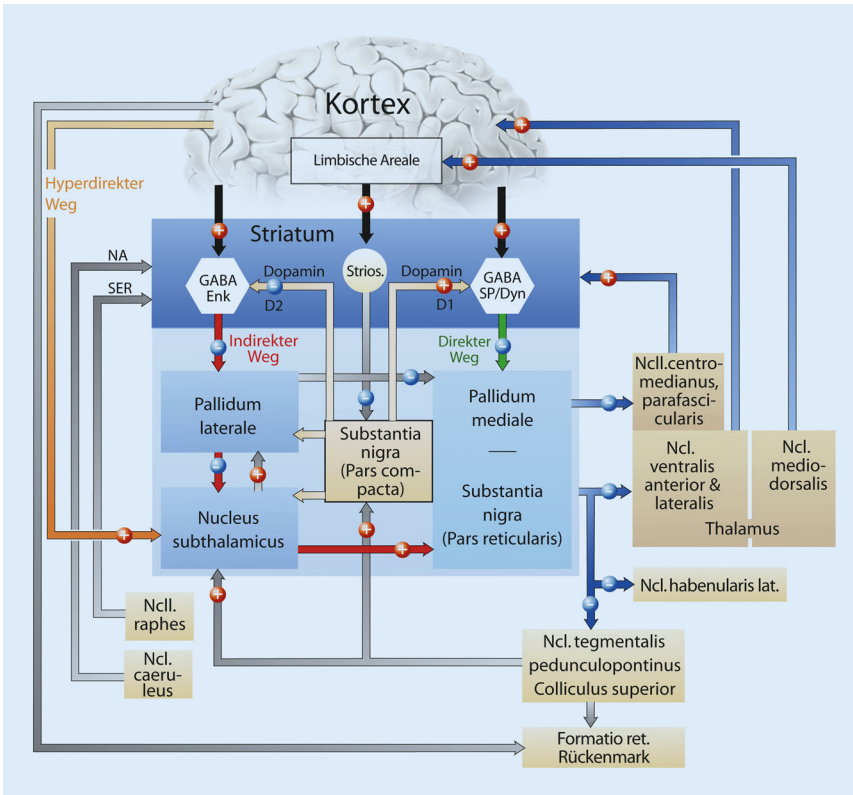 Kortex
Limbische Areale
Hyperdirekter
Weg
+
+
+
+
+
Striatum
NA
SER
GABA
Enk
Dopamin
–
D2
Strios.
Dopamin
+
D1
GABA
SP/Dyn
+
–
Indirekter
Weg
Direkter
Weg
–
Pallidum
laterale
–
–
Substantia
nigra
(Pars com-
pacta)
Pallidum
mediale
–
Ncll.centro-
medianus,
parafascicularis
–
+
Nucleus
subthalamicus
+
+
+
Substantia
nigra
(Pars reticularis)
–
Ncl.
ventralis
anterior &
lateralis
Ncl.
medio-
dorsalis
Thalamus
+
–
Ncl. habenularis lat.
–
Ncll.
raphes
Ncl.
caeru-
leus
Ncl. tegmentalis
pedunculopontinus
Colliculus superior
Formatio ret.
Rückenmark